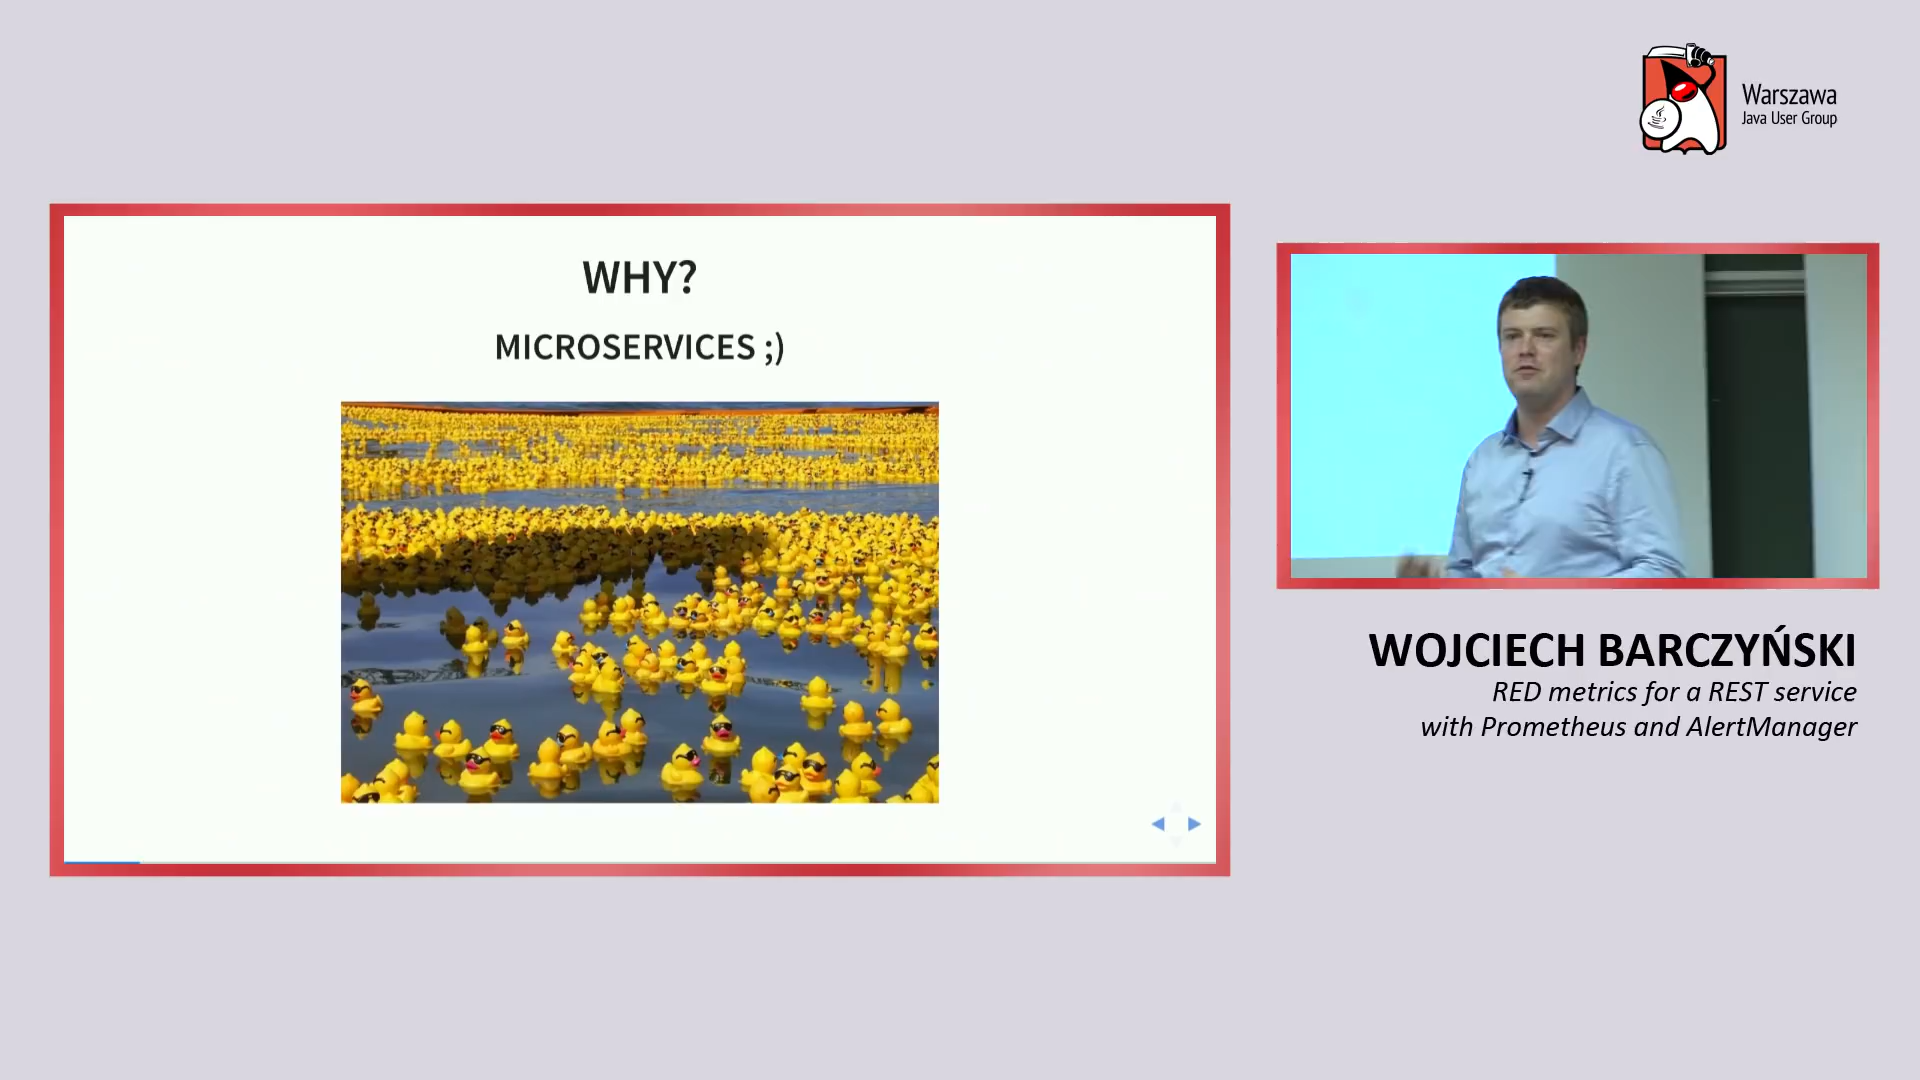 Warszawa
Java User Group
WHY?
MICROSERVICES ;)
WOJCIECH BARCZYŃSKI
RED metrics for a REST service
with Prometheus and AlertManager